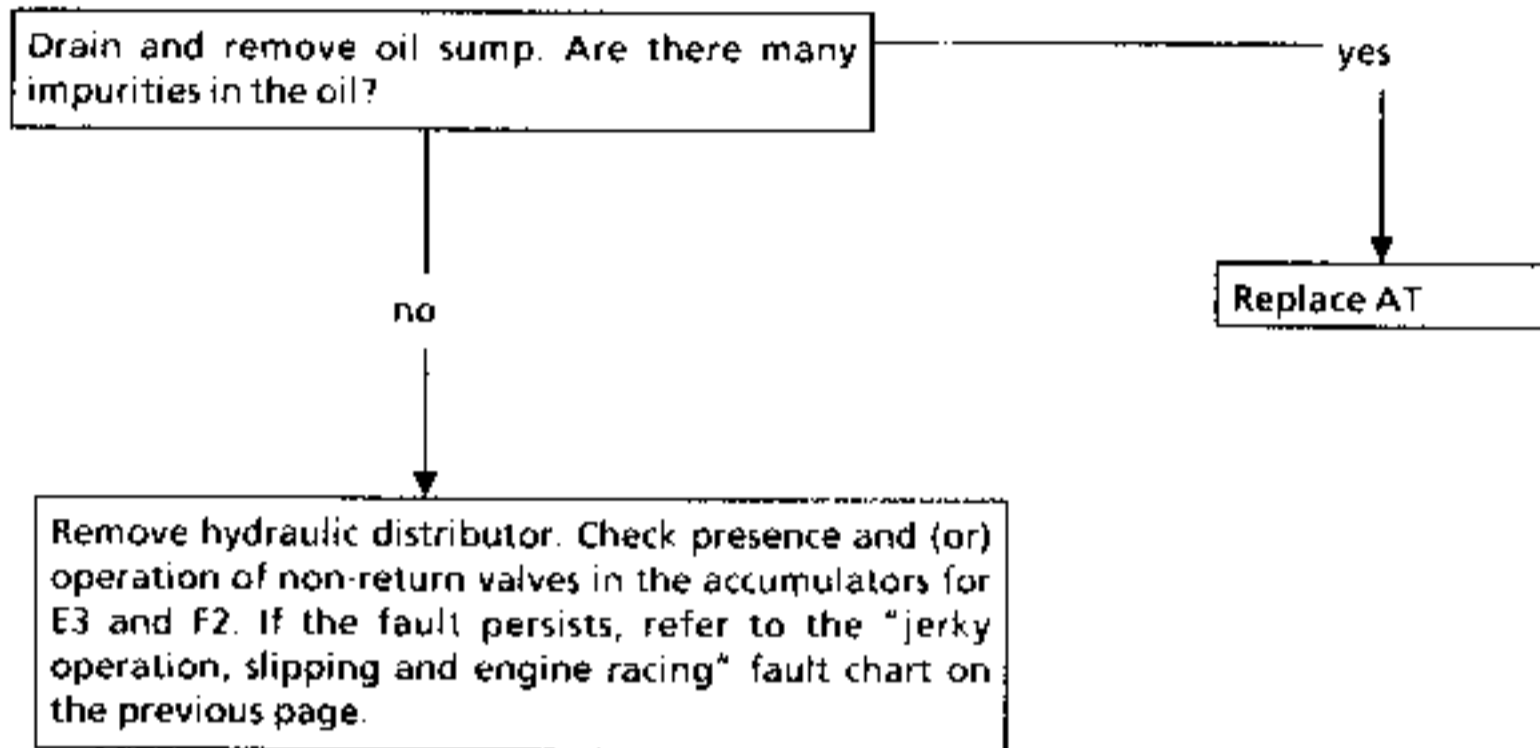 Drain and remove oil sump. Are there many
impurities in the oil?
yes
Replace AT
no
Remove hydraulic distributor. Check presence and (or)
operation of non-return valves in the accumulators for
E3 and F2. If the fault persists, refer to the "jerky
operation, slipping and engine racing" fault chart on
the previous page.